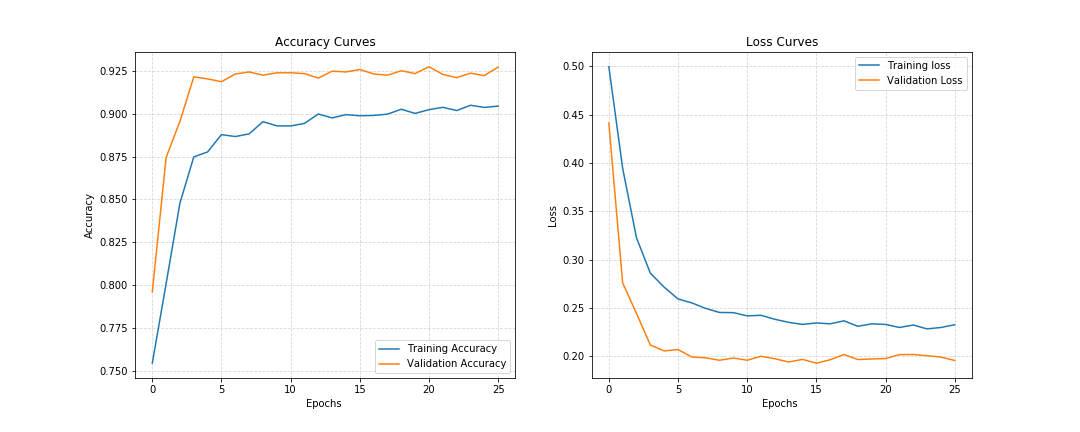 Accuracy Curves
Accuracy
0.925
0.900
0.875
0.850
0.825
0.800
0.775
0.750
0 5 10 15 20 25
Epochs
Training Accuracy
Validation Accuracy
Loss Curves
Loss
0.50
0.45
0.40
0.35
0.30
0.25
0.20
0 5 10 15 20 25
Epochs
Training loss
Validation Loss